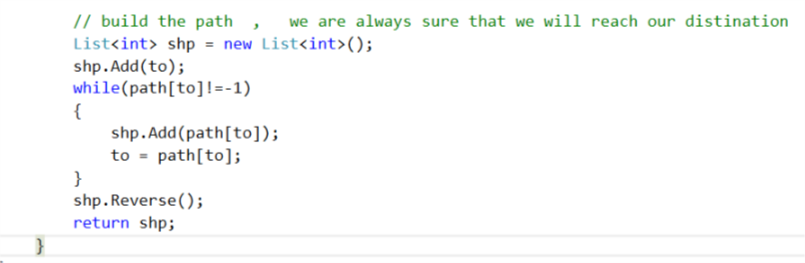 // build the path  ,   we are always sure that we will reach our distination
List<int> shp = new List<int>();
shp.Add(to);
while(path[to]!=-1)
{
    shp.Add(path[to]);
    to = path[to];
}
shp.Reverse();
return shp;
}